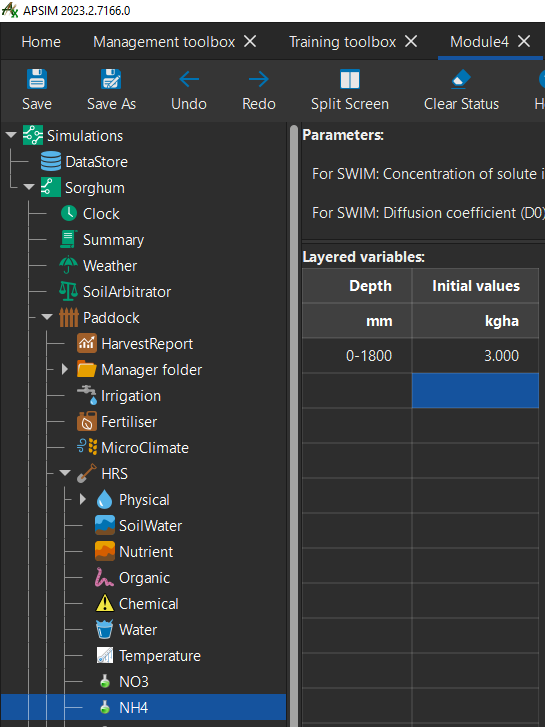 APSIM 2023.2.7166.0
Home Management toolbox Training toolbox Module4
Save Save As Undo Redo Split Screen Clear Status
Simulations
DataStore
Sorghum
Clock
Summary
Weather
SoilArbitrator
Paddock
HarvestReport
Manager folder
Irrigation
Fertiliser
MicroClimate
HRS
Physical
SoilWater
Nutrient
Organic
Chemical
Water
Temperature
NO3
NH4
Parameters:
For SWIM: Concentration of solute i
For SWIM: Diffusion coefficient (D0)
Layered variables:
Depth Initial values
mm kgha
0-1800 3.000